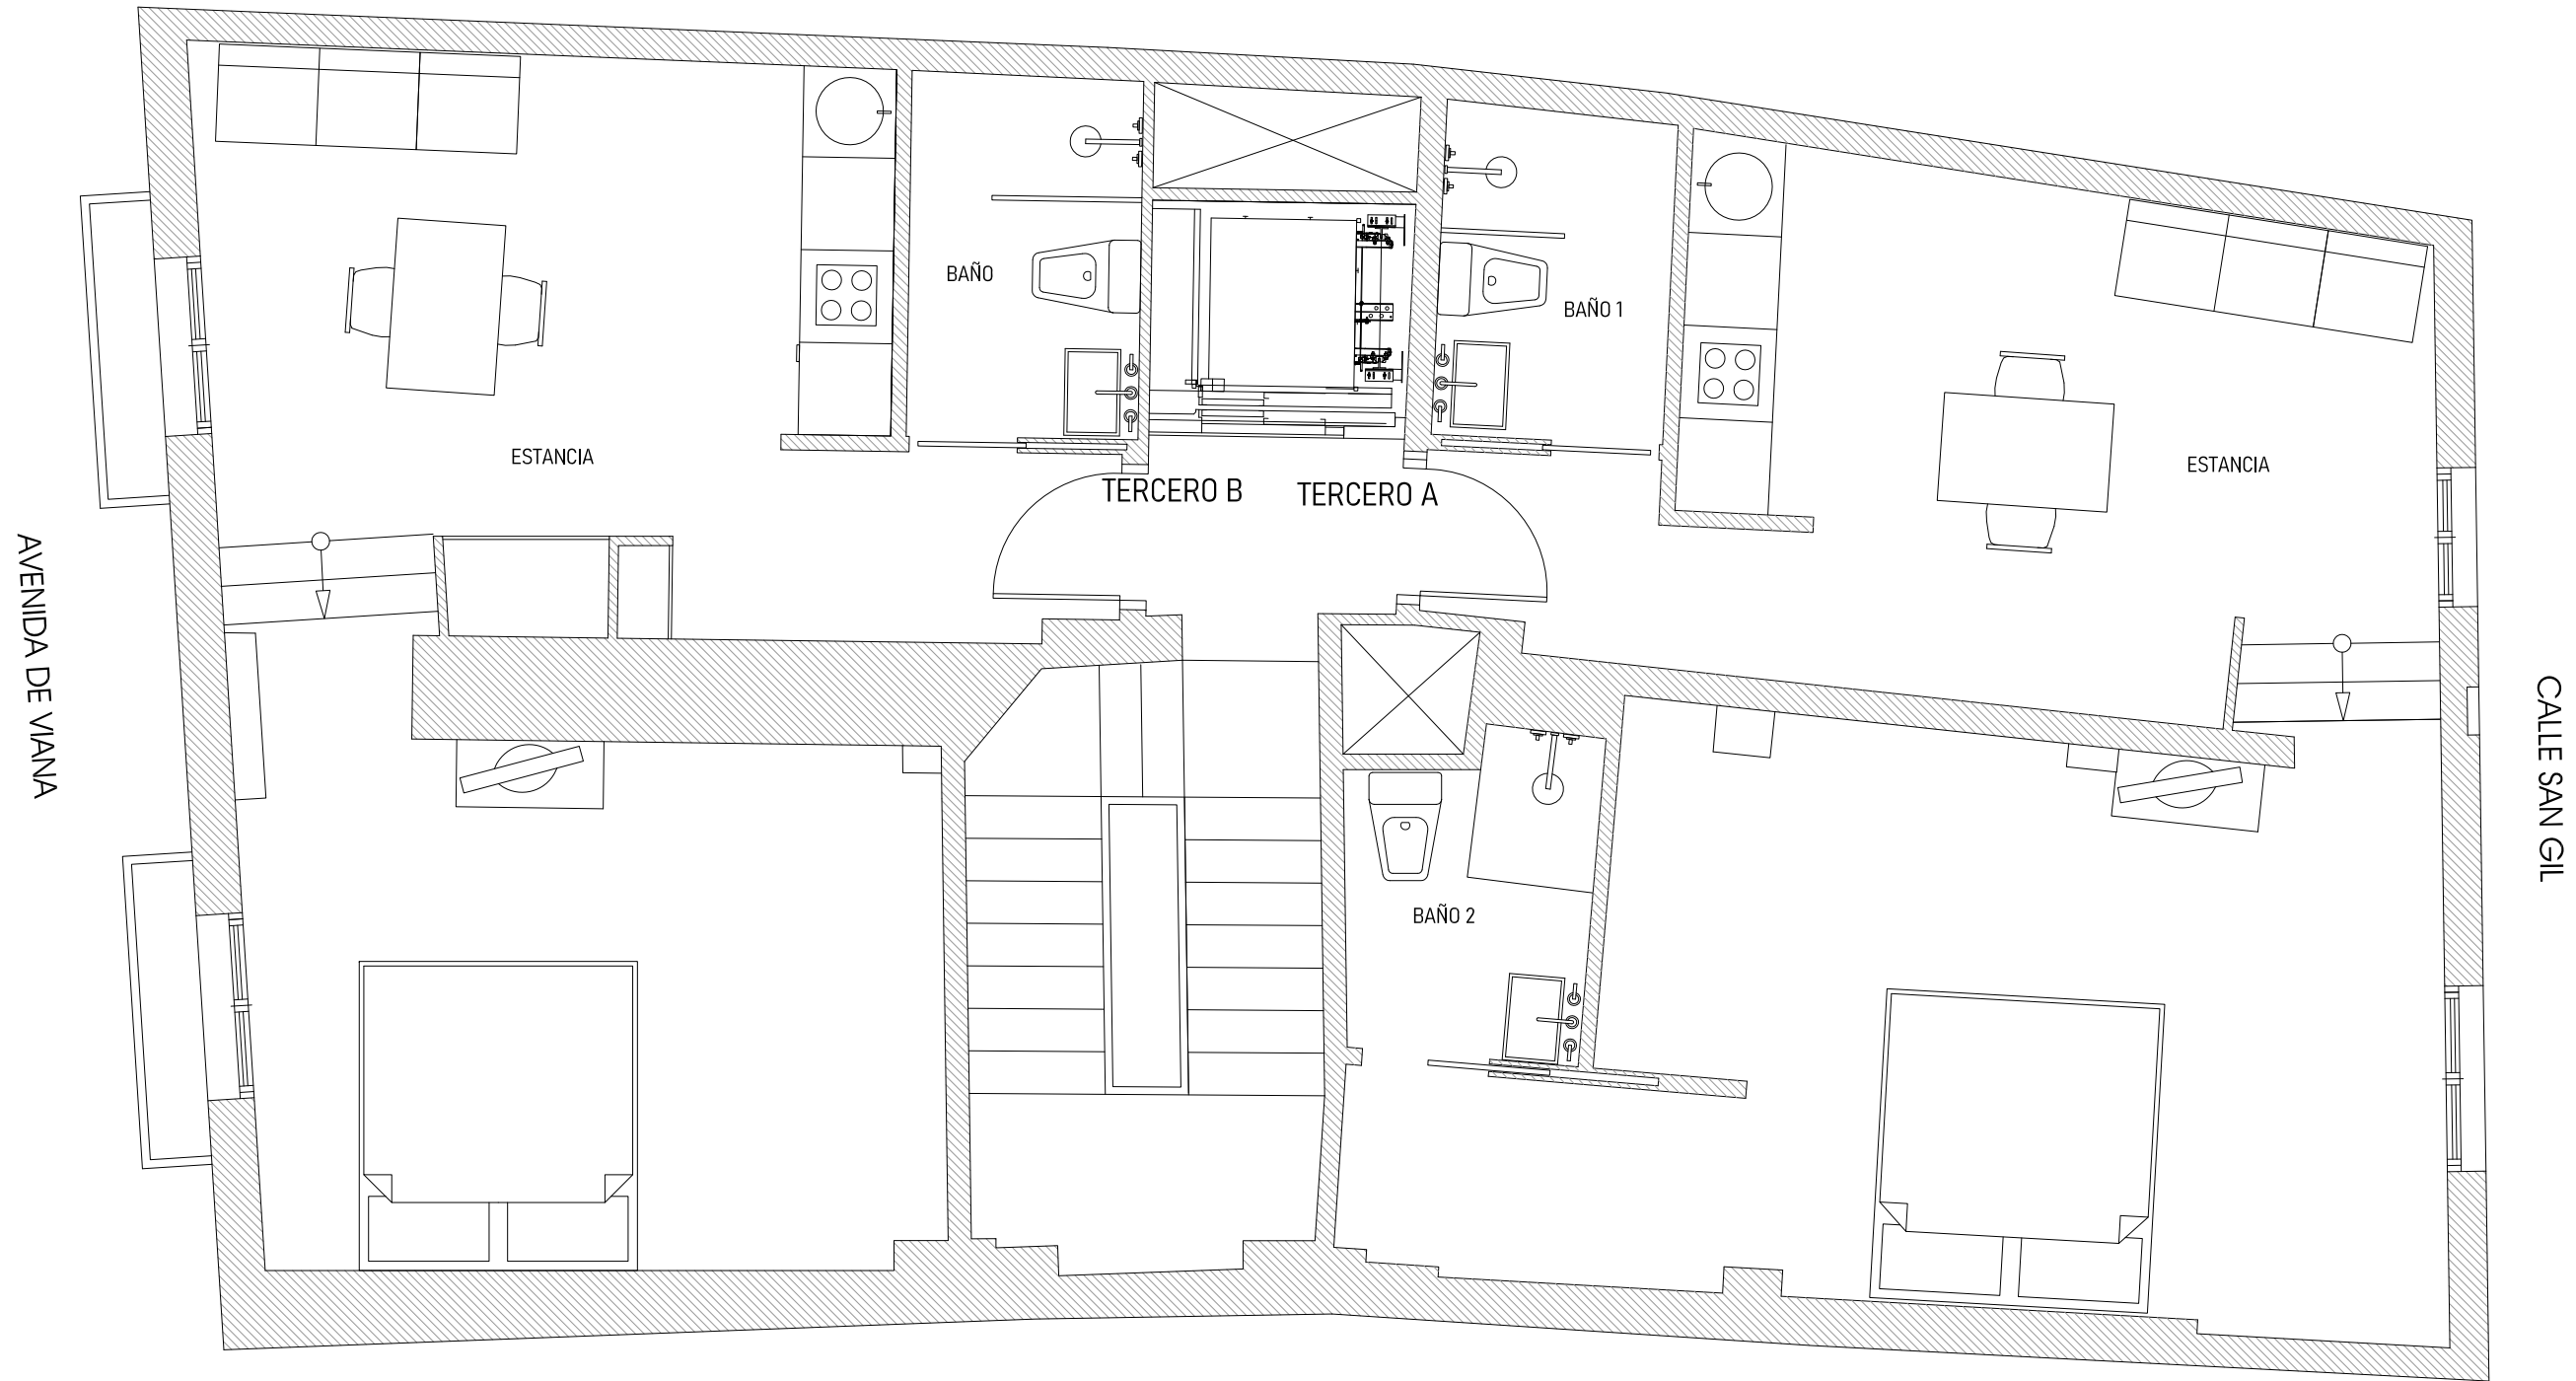 BAÑO
BAÑO 1
ESTANCIA
ESTANCIA
TERCERO B
TERCERO A
AVENIDA DE VIANA
CALLE SAN GIL
BAÑO 2